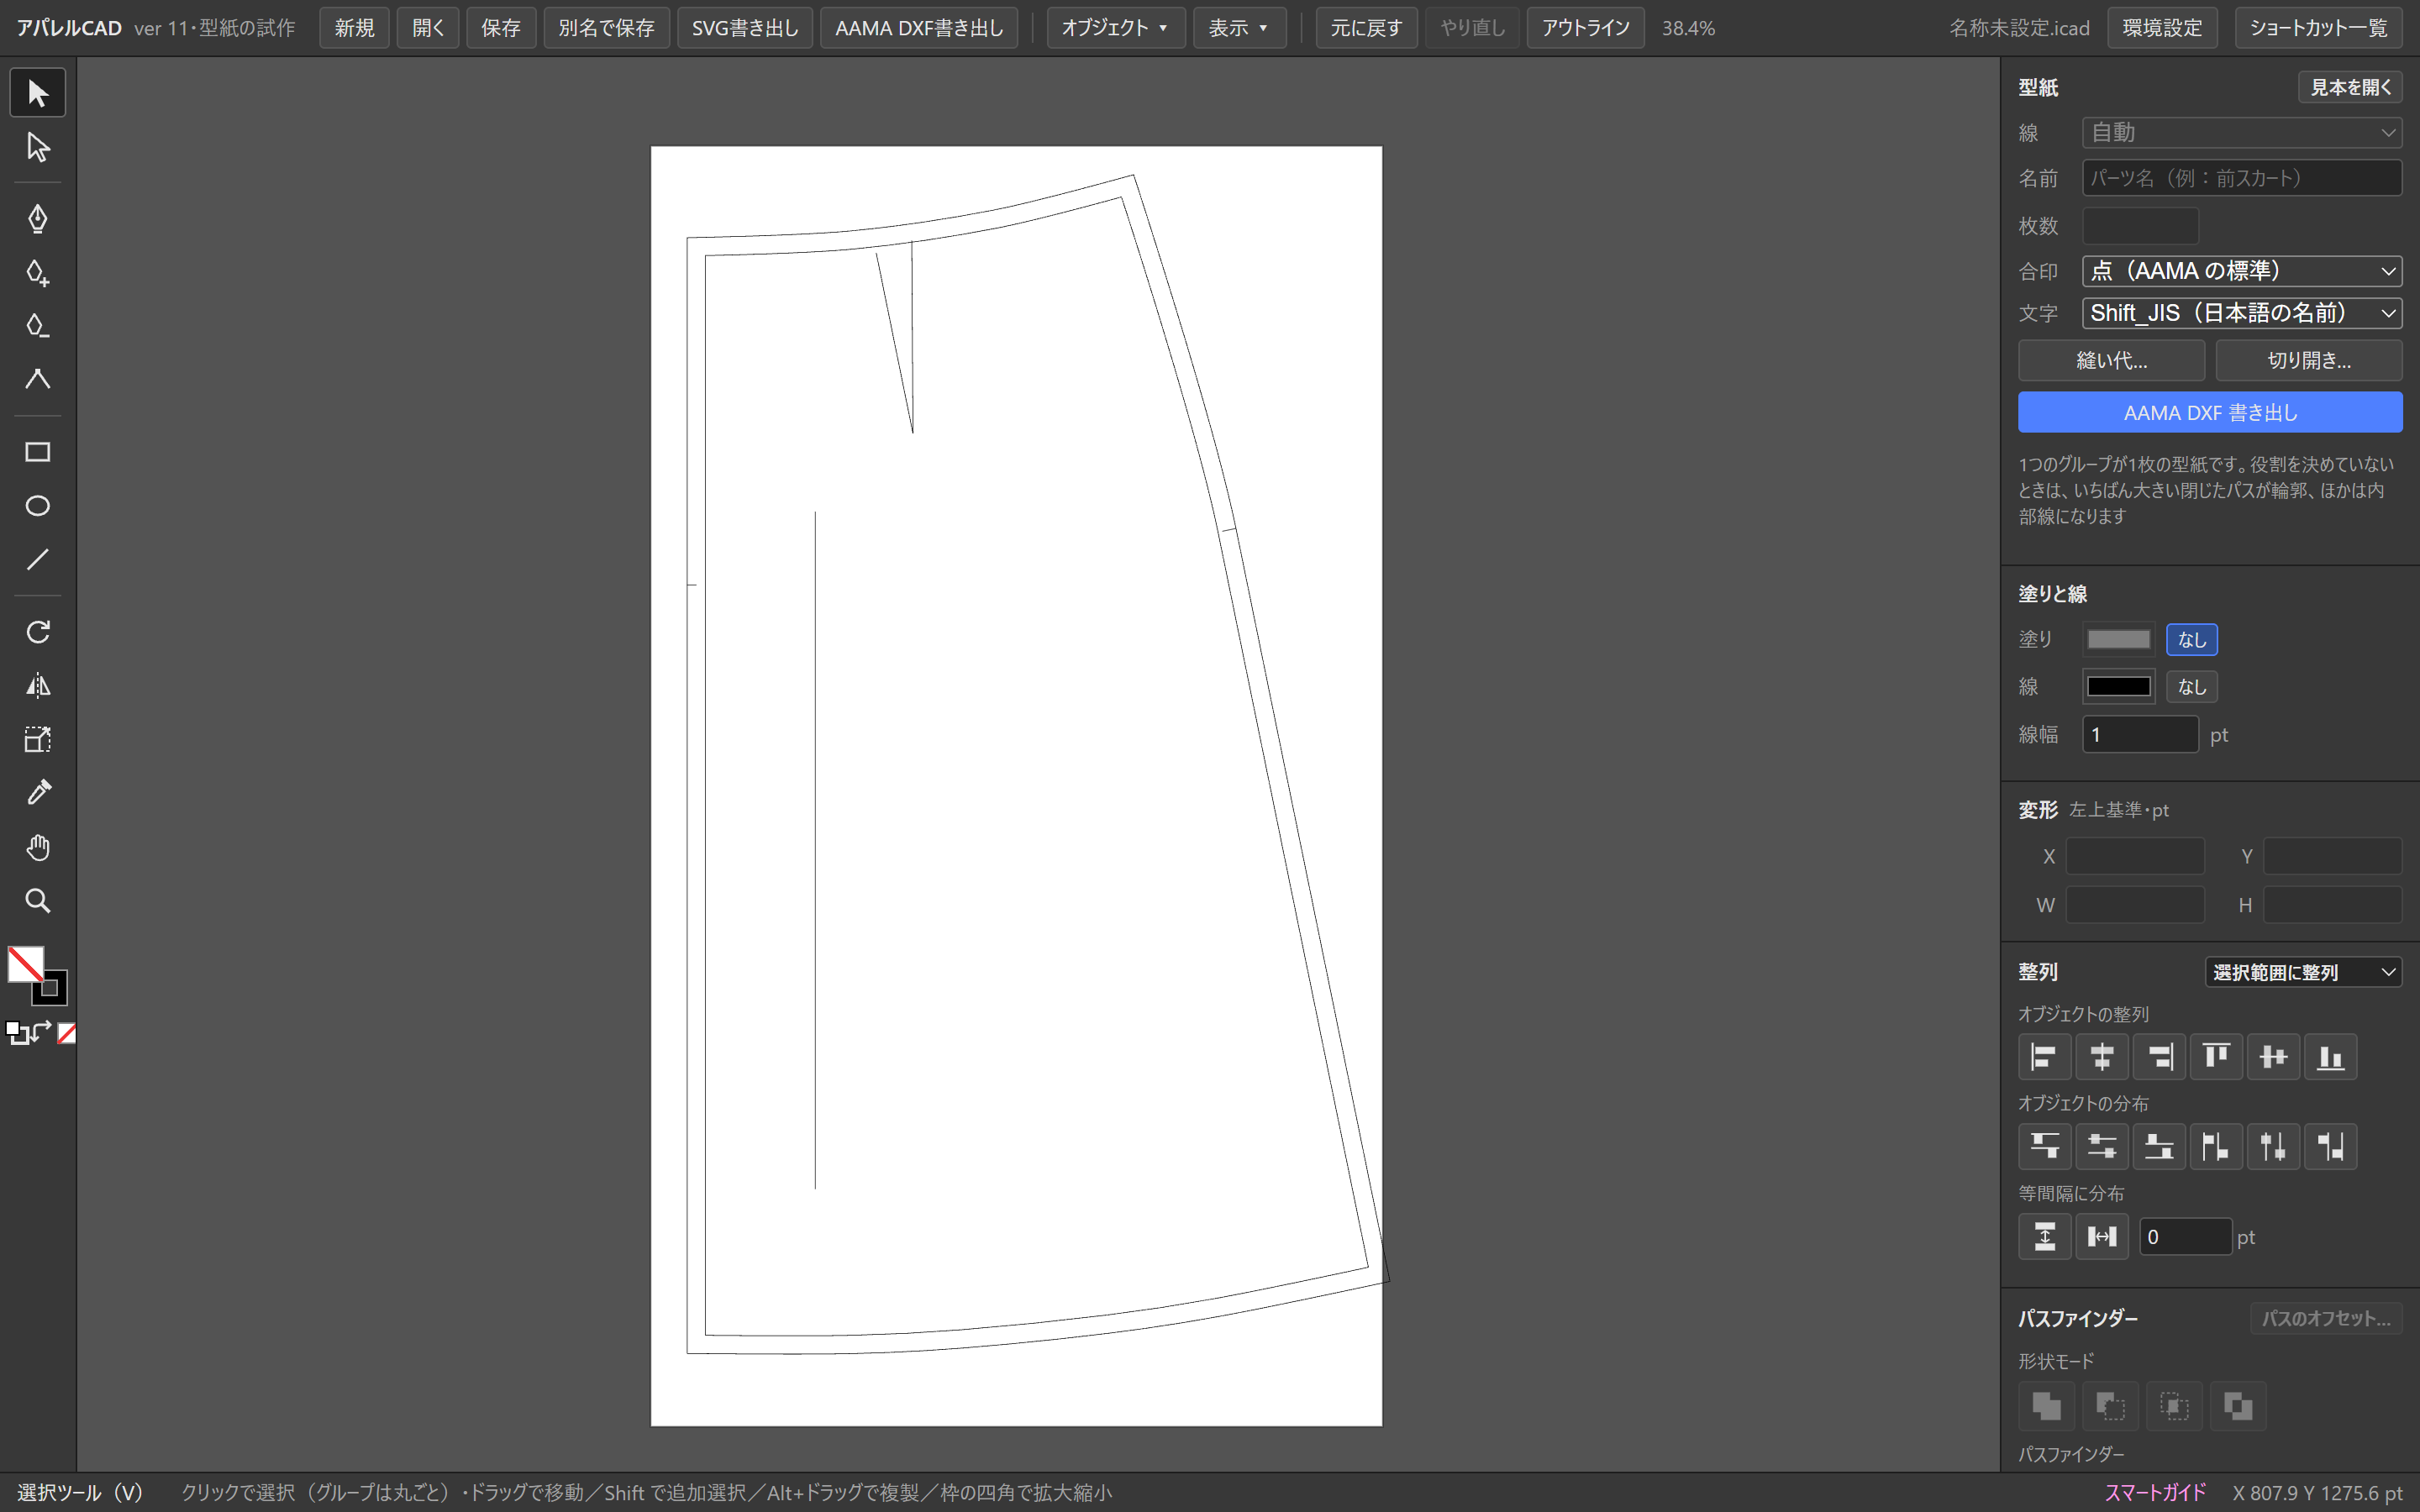 アパレルCAD ver 11・型紙の試作 新規 開く 保存 別名で保存 SVG書き出し AAMA DXF書き出し オブジェクト ▼ 表示 ▼ 元に戻す やり直し アウトライン 38.4% 名称未設定.icad 環境設定 ショートカット一覧
型紙 見本を開く
線 自動
名前 パーツ名（例：前スカート）
枚数
合印 点（AAMA の標準）
文字 Shift_JIS（日本語の名前）
縫い代... 切り開き...
AAMA DXF 書き出し
1つのグループが1枚の型紙です。役割を決めていない
ときは、いちばん大きい閉じたパスが輪郭、ほかは内
部線になります
塗りと線
塗り なし
線 なし
線幅 1 pt
変形 左上基準・pt
X Y
W H
整列 選択範囲に整列
オブジェクトの整列
オブジェクトの分布
等間隔に分布
0 pt
パスファインダー パスのオフセット...
形状モード
パスファインダー
選択ツール（V） クリックで選択（グループは丸ごと）・ドラッグで移動／Shift で追加選択／Alt+ドラッグで複製／枠の四角で拡大縮小 スマートガイド X 807.9 Y 1275.6 pt